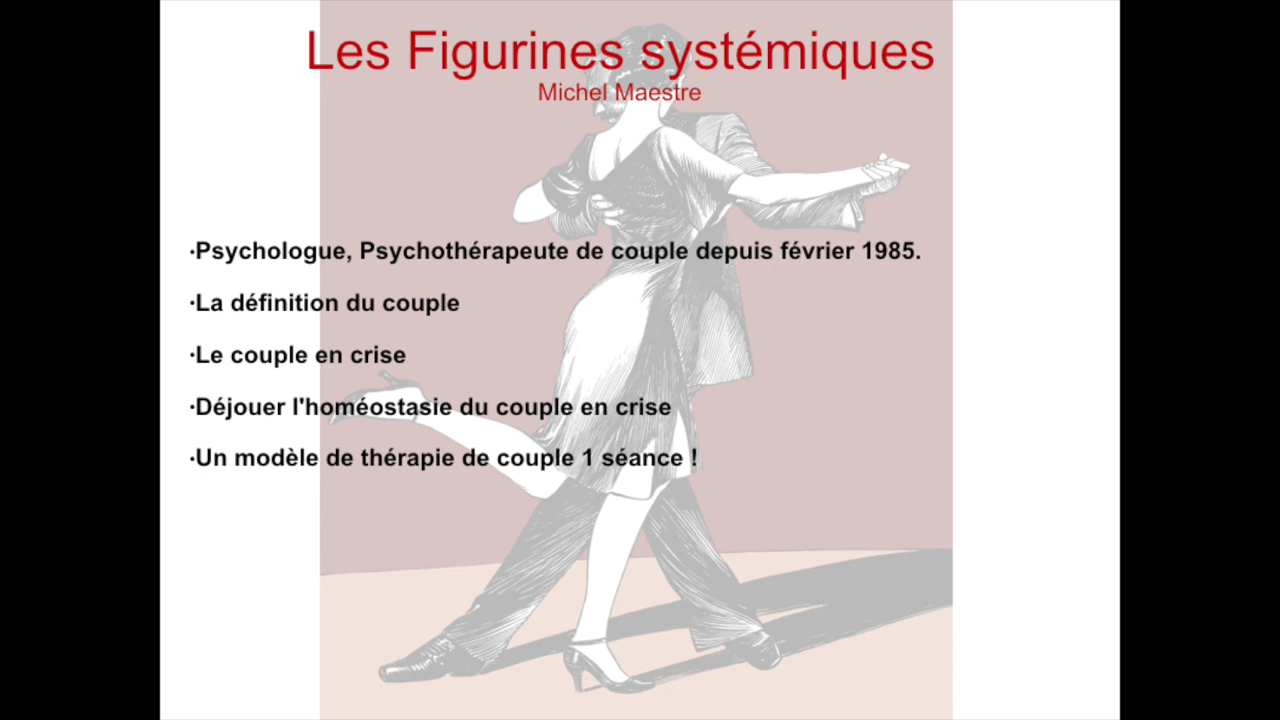 Les Figurines systémiques
Michel Maestre
·Psychologue, Psychothérapeute de couple depuis février 1985.
·La définition du couple
·Le couple en crise
·Déjouer l'homéostasie du couple en crise
·Un modèle de thérapie de couple 1 séance !